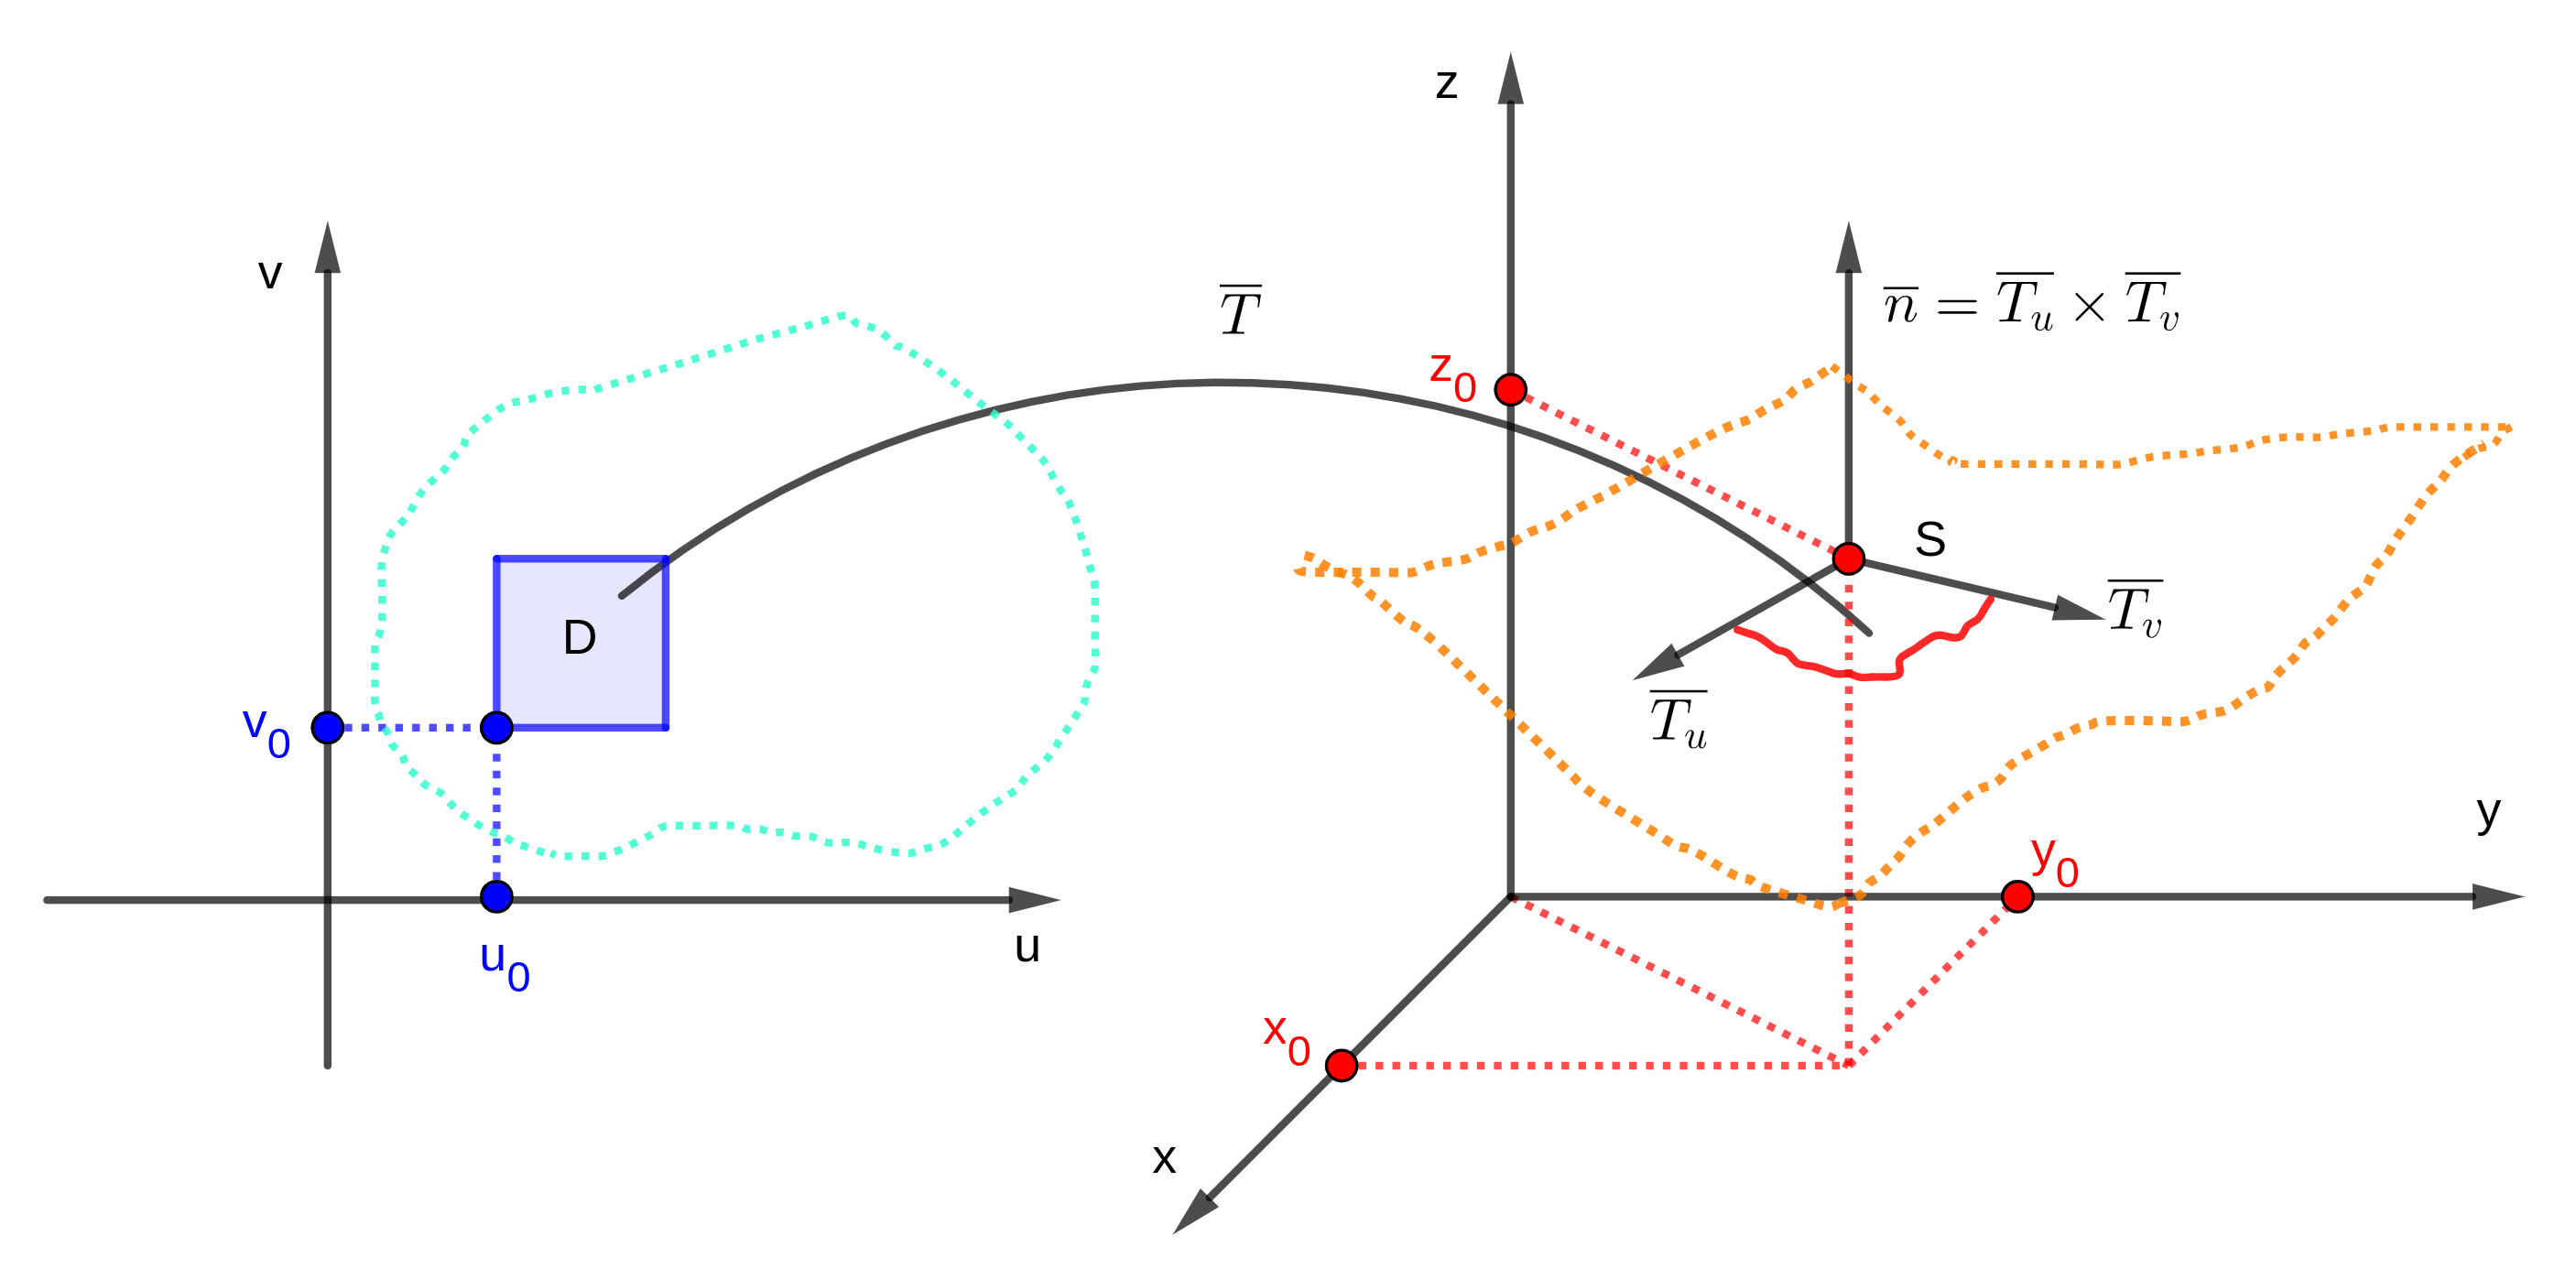 z
v
T̅
n̅ = T̅ᵤ × T̅ᵥ
z₀
S
D
T̅ᵥ
T̅ᵤ
v₀
y
y₀
u
u₀
x₀
x